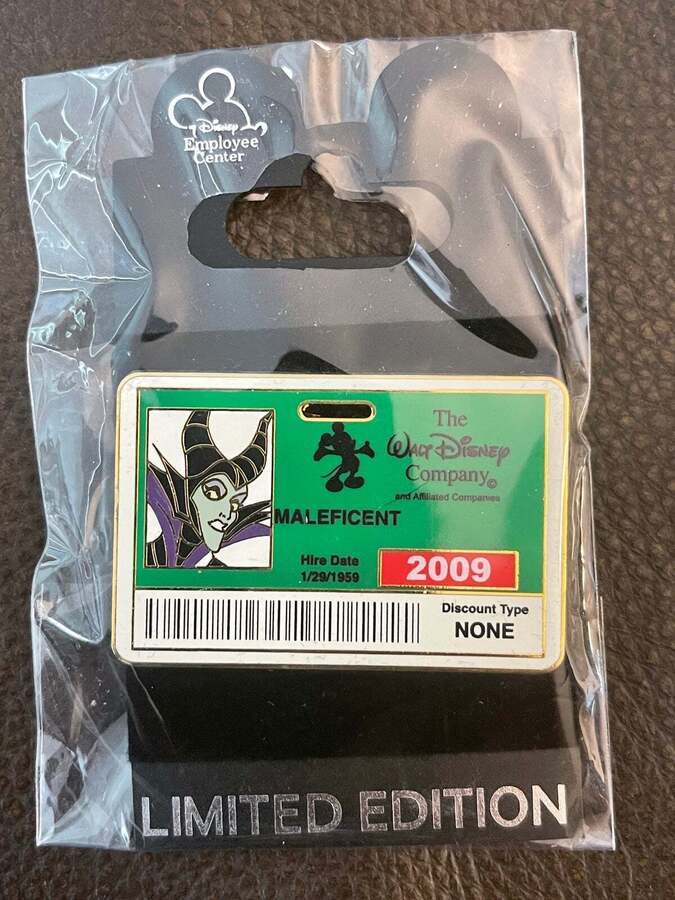 Disney
Employee
Center
The
WALT DISNEY
Company©
and Affiliated Companies
MALEFICENT
Hire Date
1/29/1959
2009
Discount Type
NONE
LIMITED EDITION